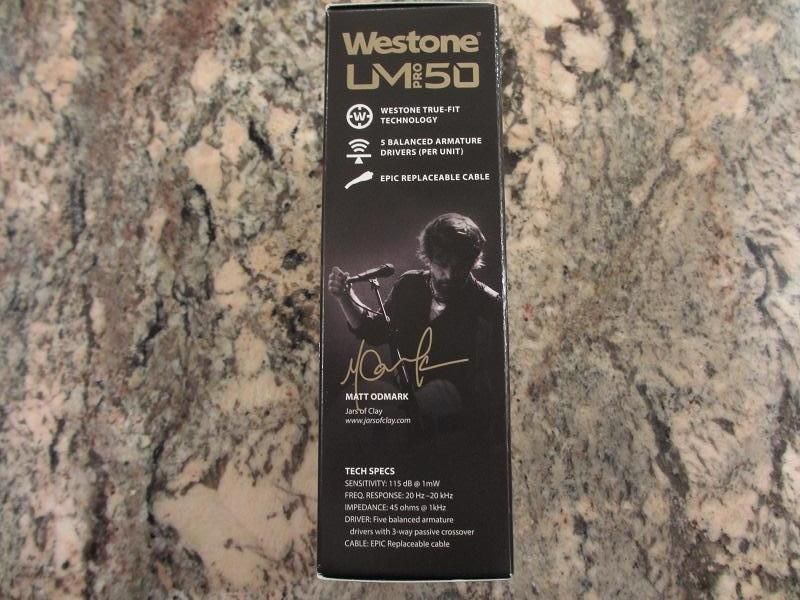 Westone®
UM PRO 50
W
WESTONE TRUE-FIT
TECHNOLOGY
5 BALANCED ARMATURE
DRIVERS (PER UNIT)
EPIC REPLACEABLE CABLE
MATT ODMARK
Jars of Clay
www.jarsofclay.com
TECH SPECS
SENSITIVITY: 115 dB @ 1mW
FREQ. RESPONSE: 20 Hz–20 kHz
IMPEDANCE: 45 ohms @ 1kHz
DRIVER: Five balanced armature
drivers with 3-way passive crossover
CABLE: EPIC Replaceable cable